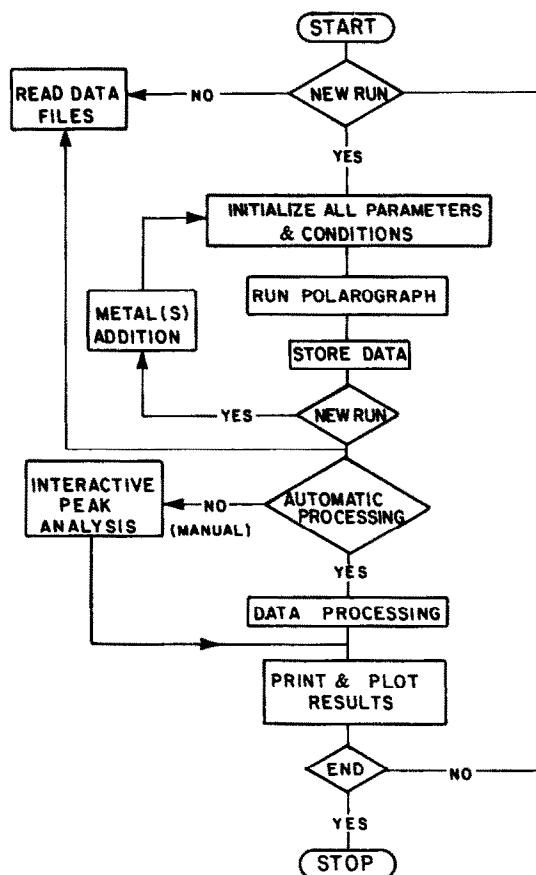 START
READ DATA
FILES
NO
NEW RUN
YES
INITIALIZE ALL PARAMETERS
& CONDITIONS
METAL(S)
ADDITION
RUN POLAROGRAPH
STORE DATA
YES
NEW RUN
INTERACTIVE
PEAK
ANALYSIS
NO
(MANUAL)
AUTOMATIC
PROCESSING
YES
DATA PROCESSING
PRINT & PLOT
RESULTS
END
NO
YES
STOP